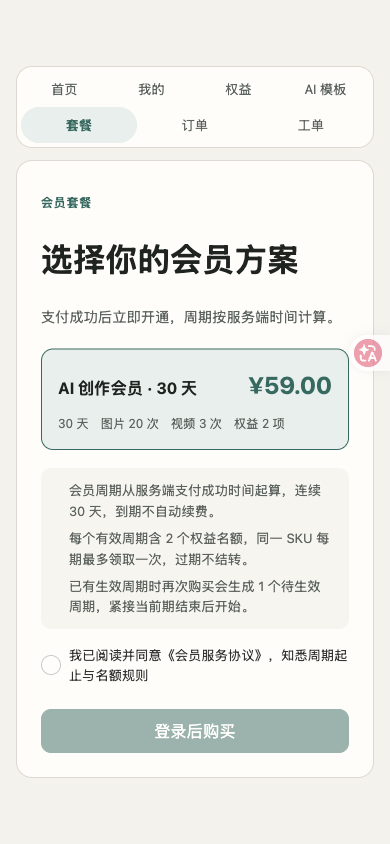 首页 我的 权益 AI 模板
套餐 订单 工单
会员套餐
选择你的会员方案
支付成功后立即开通，周期按服务端时间计算。
AI 创作会员 · 30 天 ¥59.00
30 天 图片 20 次 视频 3 次 权益 2 项
会员周期从服务端支付成功时间起算，连续
30 天，到期不自动续费。
每个有效周期含 2 个权益名额，同一 SKU 每
期最多领取一次，过期不结转。
已有生效周期时再次购买会生成 1 个待生效
周期，紧接当前期结束后开始。
我已阅读并同意《会员服务协议》，知悉周期起
止与名额规则
登录后购买